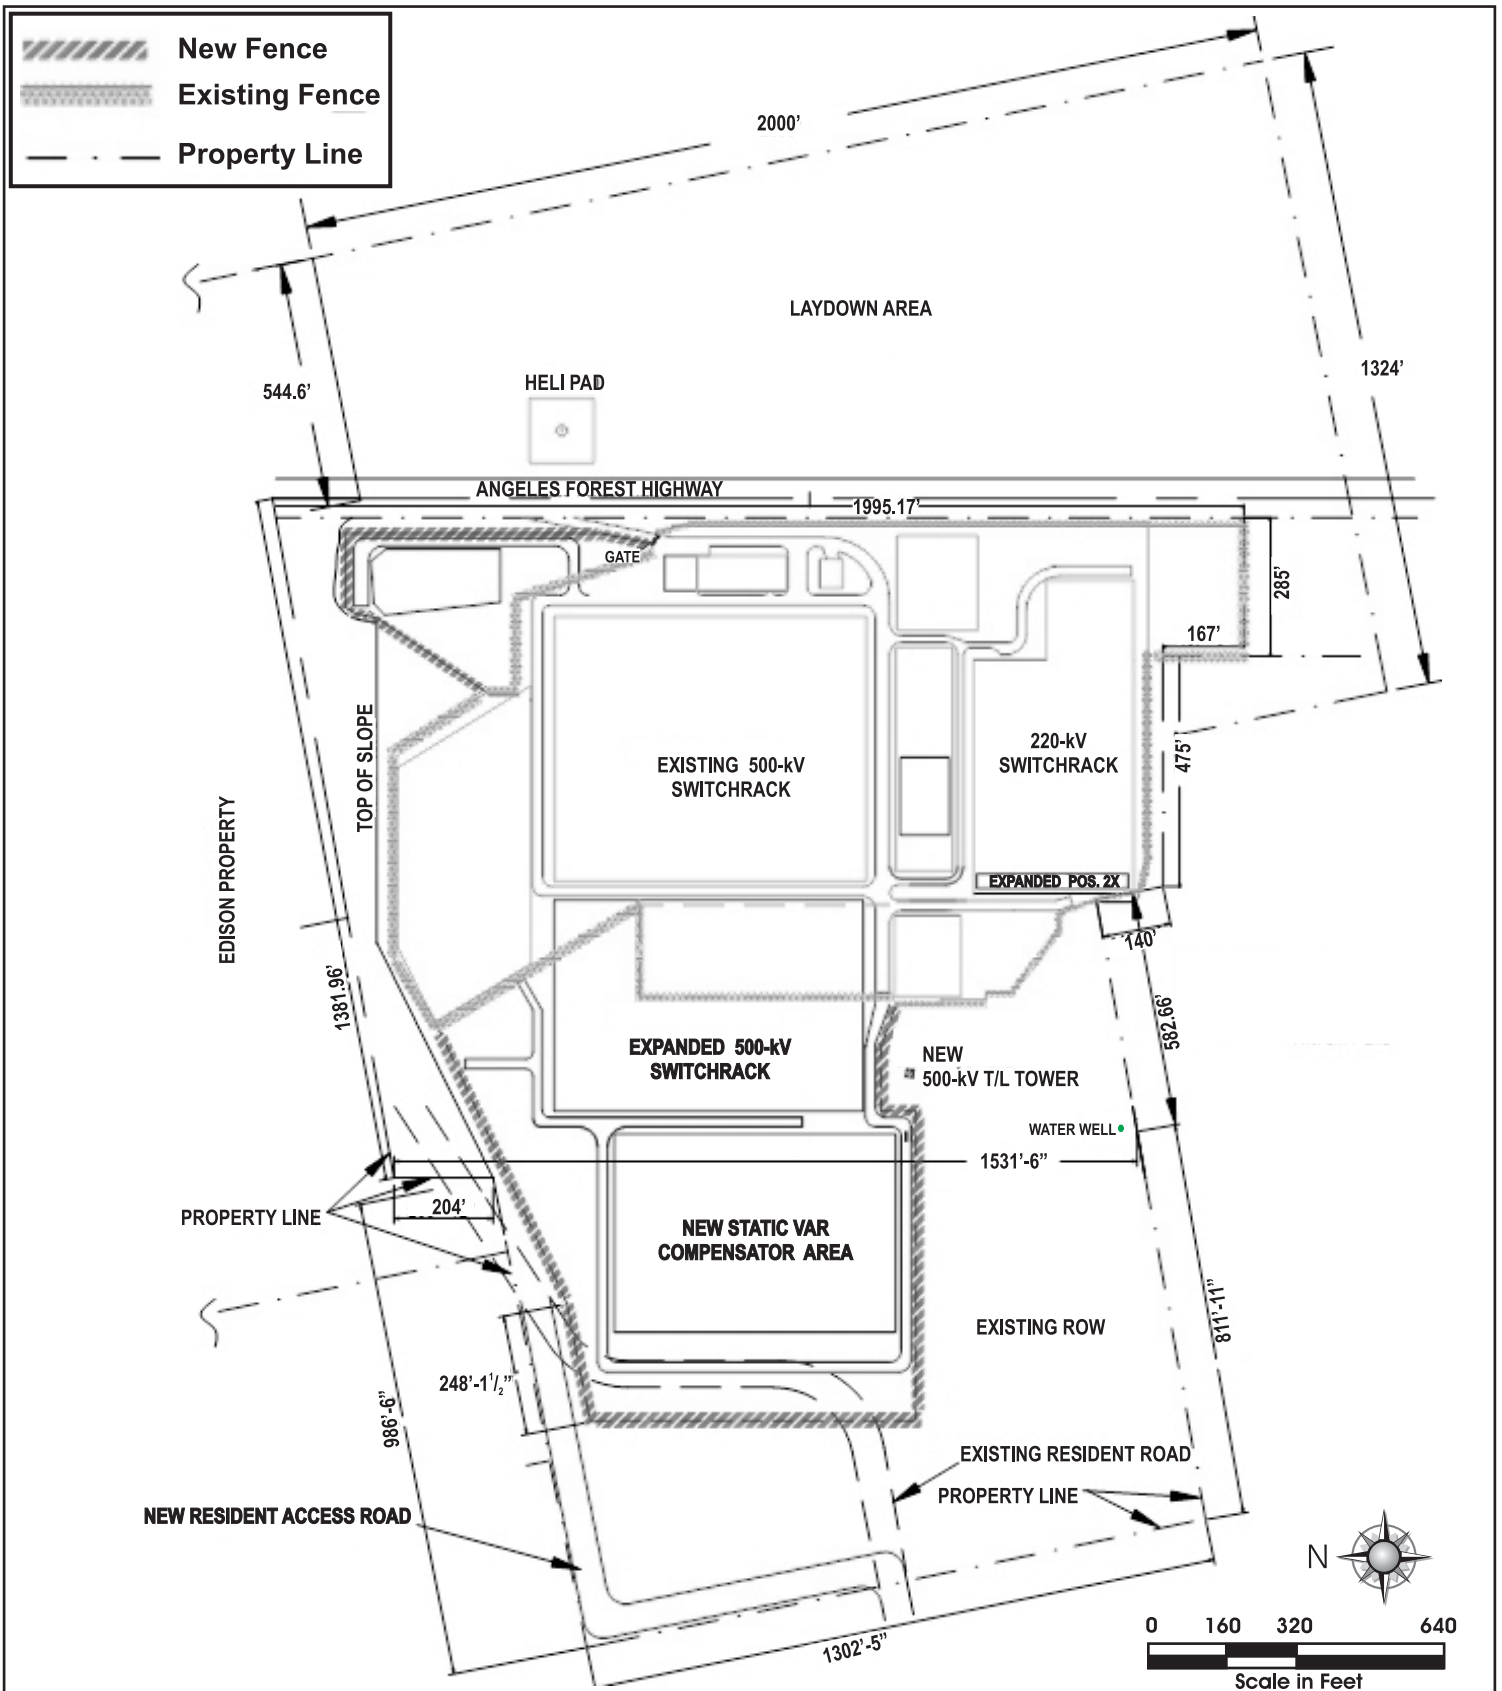 New Fence
Existing Fence
Property Line
2000'
LAYDOWN AREA
1324'
544.6'
HELI PAD
ANGELES FOREST HIGHWAY
1995.17'
GATE
285'
167'
TOP OF SLOPE
EXISTING 500-kV
SWITCHRACK
220-kV
SWITCHRACK
475'
EDISON PROPERTY
EXPANDED POS. 2X
140'
1381.96'
582.66'
EXPANDED 500-kV
SWITCHRACK
NEW
500-kV T/L TOWER
WATER WELL
1531'-6"
204'
PROPERTY LINE
NEW STATIC VAR
COMPENSATOR AREA
811'-11"
EXISTING ROW
248'-1 1/2"
986'-6"
EXISTING RESIDENT ROAD
PROPERTY LINE
NEW RESIDENT ACCESS ROAD
N
1302'-5"
0 160 320 640
Scale in Feet